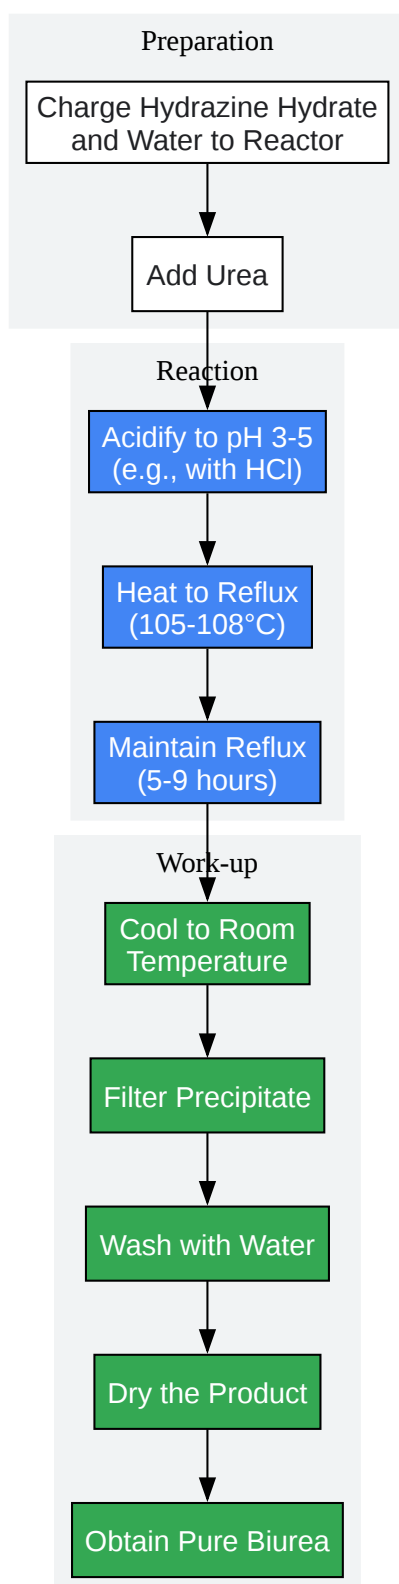 Preparation
Charge Hydrazine Hydrate
and Water to Reactor
Add Urea
Reaction
Acidify to pH 3-5
(e.g., with HCl)
Heat to Reflux
(105-108°C)
Maintain Reflux
(5-9 hours)
Work-up
Cool to Room
Temperature
Filter Precipitate
Wash with Water
Dry the Product
Obtain Pure Biurea